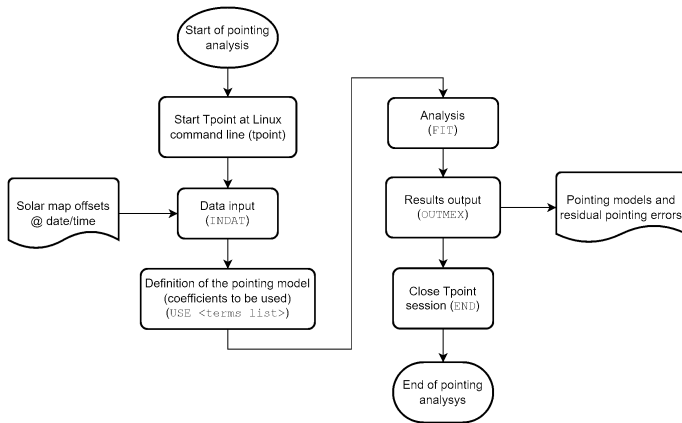 Start of pointing
analysis
Start Tpoint at Linux
command line (tpoint)
Solar map offsets
@ date/time
Data input
(INDAT)
Definition of the pointing model
(coefficients to be used)
(USE <terms list>)
Analysis
(FIT)
Results output
(OUTMEX)
Pointing models and
residual pointing errors
Close Tpoint
session (END)
End of pointing
analysys